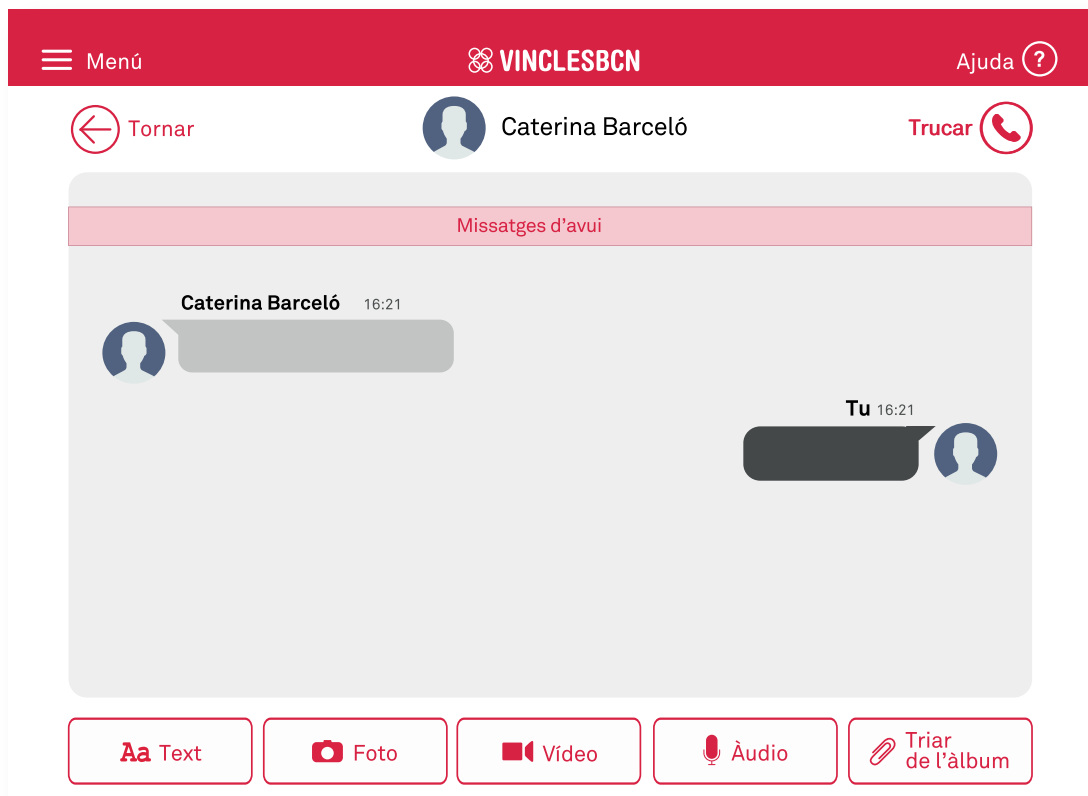 Menú
VINCLESBCN
Ajuda ?
Tornar
Caterina Barceló
Trucar
Missatges d’avui
Caterina Barceló 16:21
Tu 16:21
Aa Text
Foto
Vídeo
Àudio
Triar
de l’àlbum